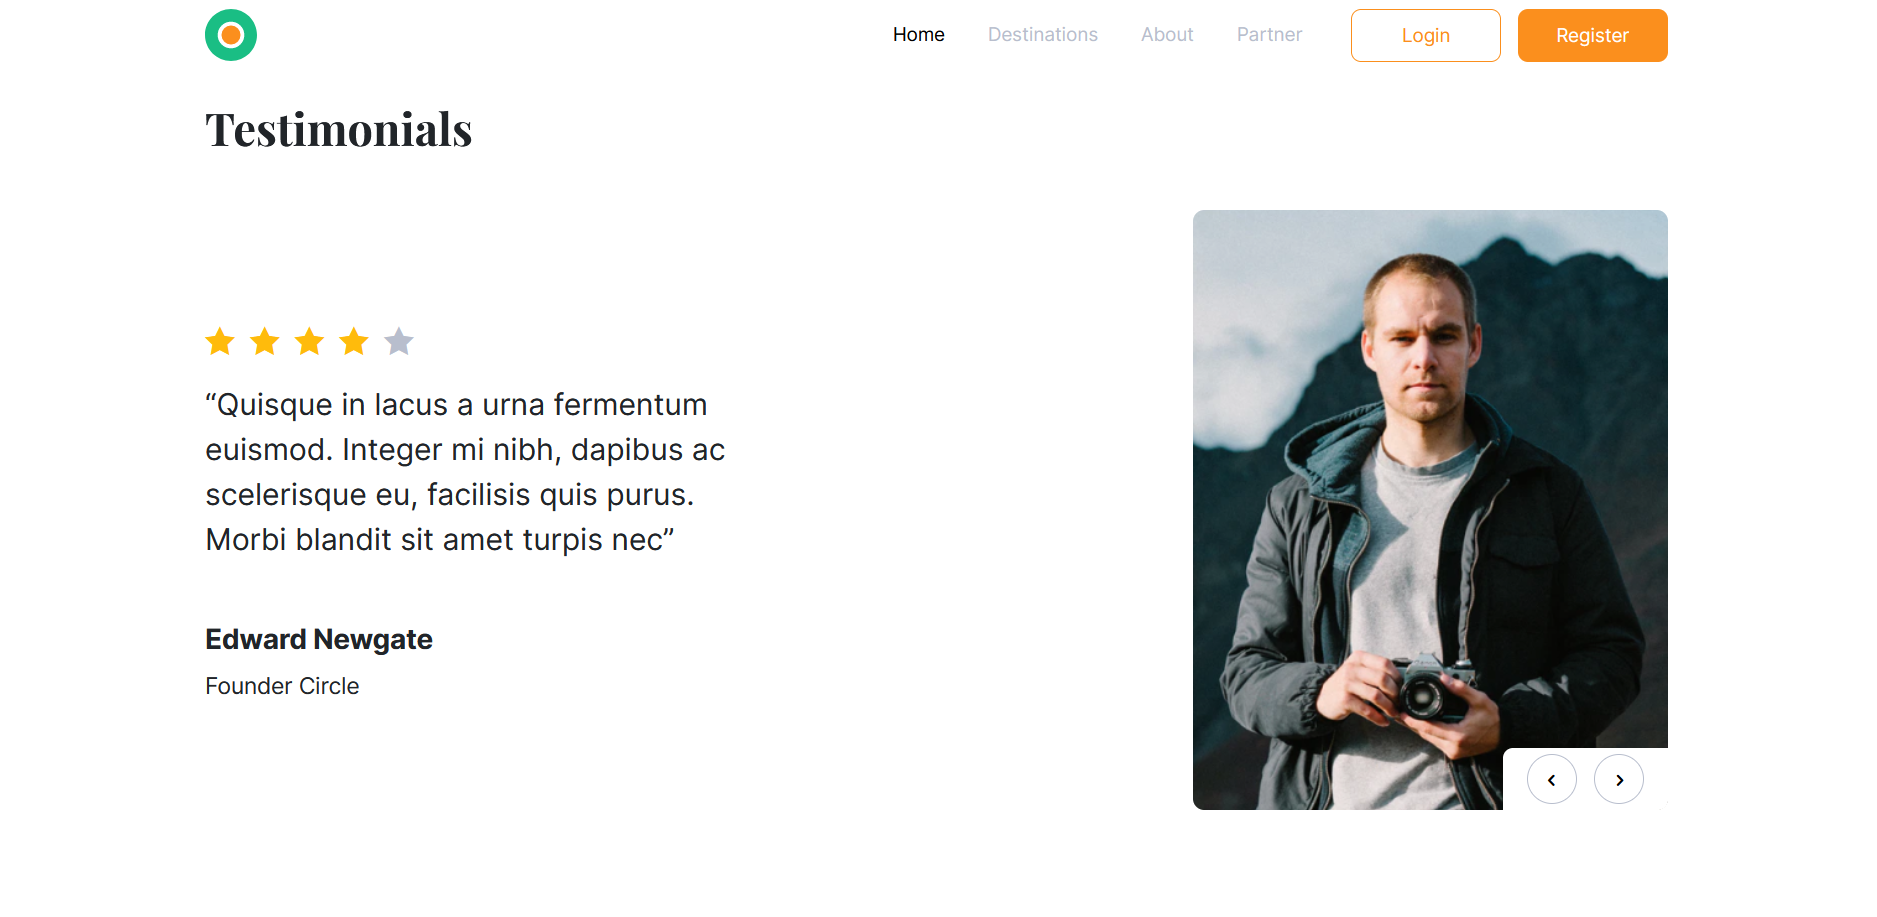 Home Destinations About Partner Login Register
Testimonials
“Quisque in lacus a urna fermentum
euismod. Integer mi nibh, dapibus ac
scelerisque eu, facilisis quis purus.
Morbi blandit sit amet turpis nec”
Edward Newgate
Founder Circle